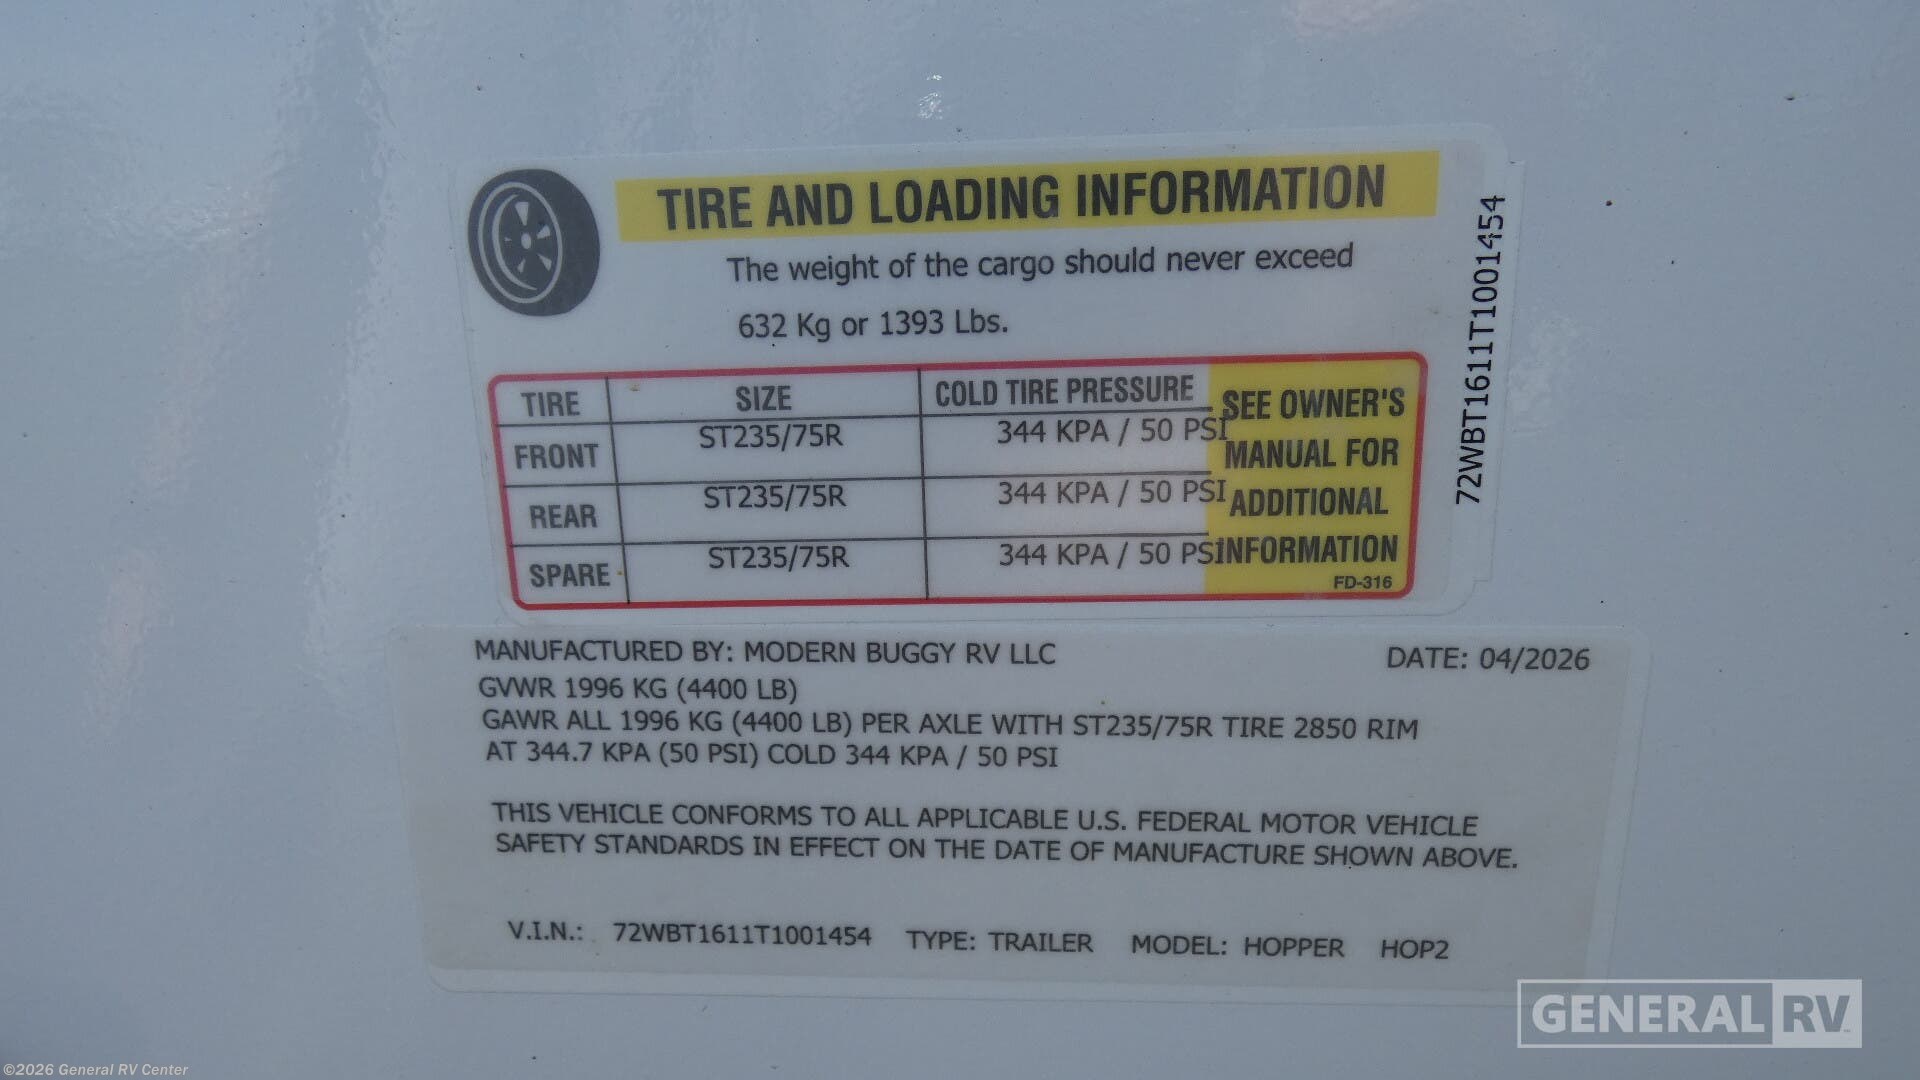 TIRE AND LOADING INFORMATION
The weight of the cargo should never exceed
632 Kg or 1393 Lbs.
TIRE SIZE COLD TIRE PRESSURE
FRONT ST235/75R 344 KPA / 50 PSI
REAR ST235/75R 344 KPA / 50 PSI
SPARE ST235/75R 344 KPA / 50 PSI
SEE OWNER'S
MANUAL FOR
ADDITIONAL
INFORMATION
FD-316
72WBT1611T1001454
MANUFACTURED BY: MODERN BUGGY RV LLC DATE: 04/2026
GVWR 1996 KG (4400 LB)
GAWR ALL 1996 KG (4400 LB) PER AXLE WITH ST235/75R TIRE 2850 RIM
AT 344.7 KPA (50 PSI) COLD 344 KPA / 50 PSI
THIS VEHICLE CONFORMS TO ALL APPLICABLE U.S. FEDERAL MOTOR VEHICLE
SAFETY STANDARDS IN EFFECT ON THE DATE OF MANUFACTURE SHOWN ABOVE.
V.I.N.: 72WBT1611T1001454 TYPE: TRAILER MODEL: HOPPER HOP2
GENERAL RV
©2026 General RV Center